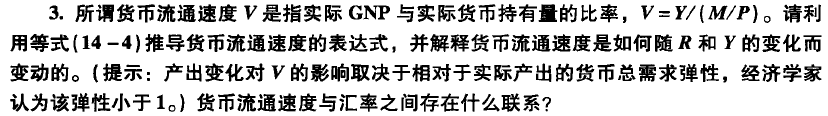 3. 所谓货币流通速度 V 是指实际 GNP 与实际货币持有量的比率，V=Y/(M/P)。请利
用等式(14-4)推导货币流通速度的表达式，并解释货币流通速度是如何随 R 和 Y 的变化而
变动的。(提示：产出变化对 V 的影响取决于相对于实际产出的货币总需求弹性，经济学家
认为该弹性小于1。) 货币流通速度与汇率之间存在什么联系?